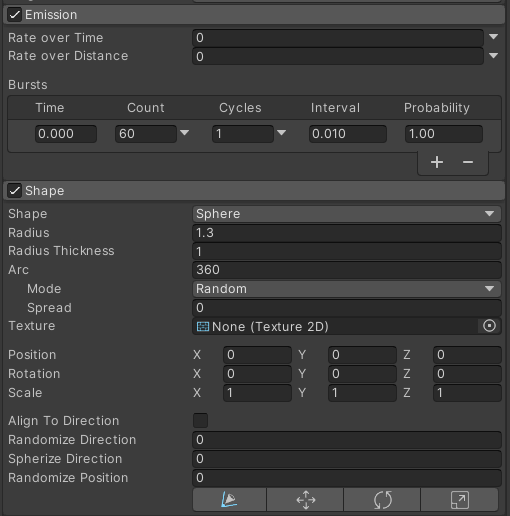 Emission
Rate over Time 0
Rate over Distance 0
Bursts
Time Count Cycles Interval Probability
0.000 60 1 0.010 1.00
Shape
Shape Sphere
Radius 1.3
Radius Thickness 1
Arc 360
Mode Random
Spread 0
Texture None (Texture 2D)
Position X 0 Y 0 Z 0
Rotation X 0 Y 0 Z 0
Scale X 1 Y 1 Z 1
Align To Direction
Randomize Direction 0
Spherize Direction 0
Randomize Position 0